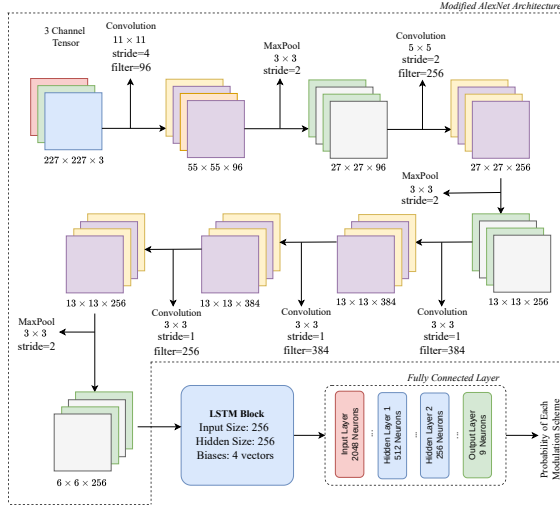 Modified AlexNet Architecture
3 Channel
Tensor
Convolution
11 × 11
stride=4
filter=96
MaxPool
3 × 3
stride=2
Convolution
5 × 5
stride=2
filter=256
227 × 227 × 3
55 × 55 × 96
27 × 27 × 96
27 × 27 × 256
MaxPool
3 × 3
stride=2
13 × 13 × 256
13 × 13 × 384
13 × 13 × 384
13 × 13 × 256
Convolution
3 × 3
stride=1
filter=256
Convolution
3 × 3
stride=1
filter=384
Convolution
3 × 3
stride=1
filter=384
MaxPool
3 × 3
stride=2
6 × 6 × 256
LSTM Block
Input Size: 256
Hidden Size: 256
Biases: 4 vectors
Fully Connected Layer
Input Layer
2048 Neurons
...
Hidden Layer 1
512 Neurons
...
Hidden Layer 2
256 Neurons
...
Output Layer
9 Neurons
Probability of Each
Modulation Scheme